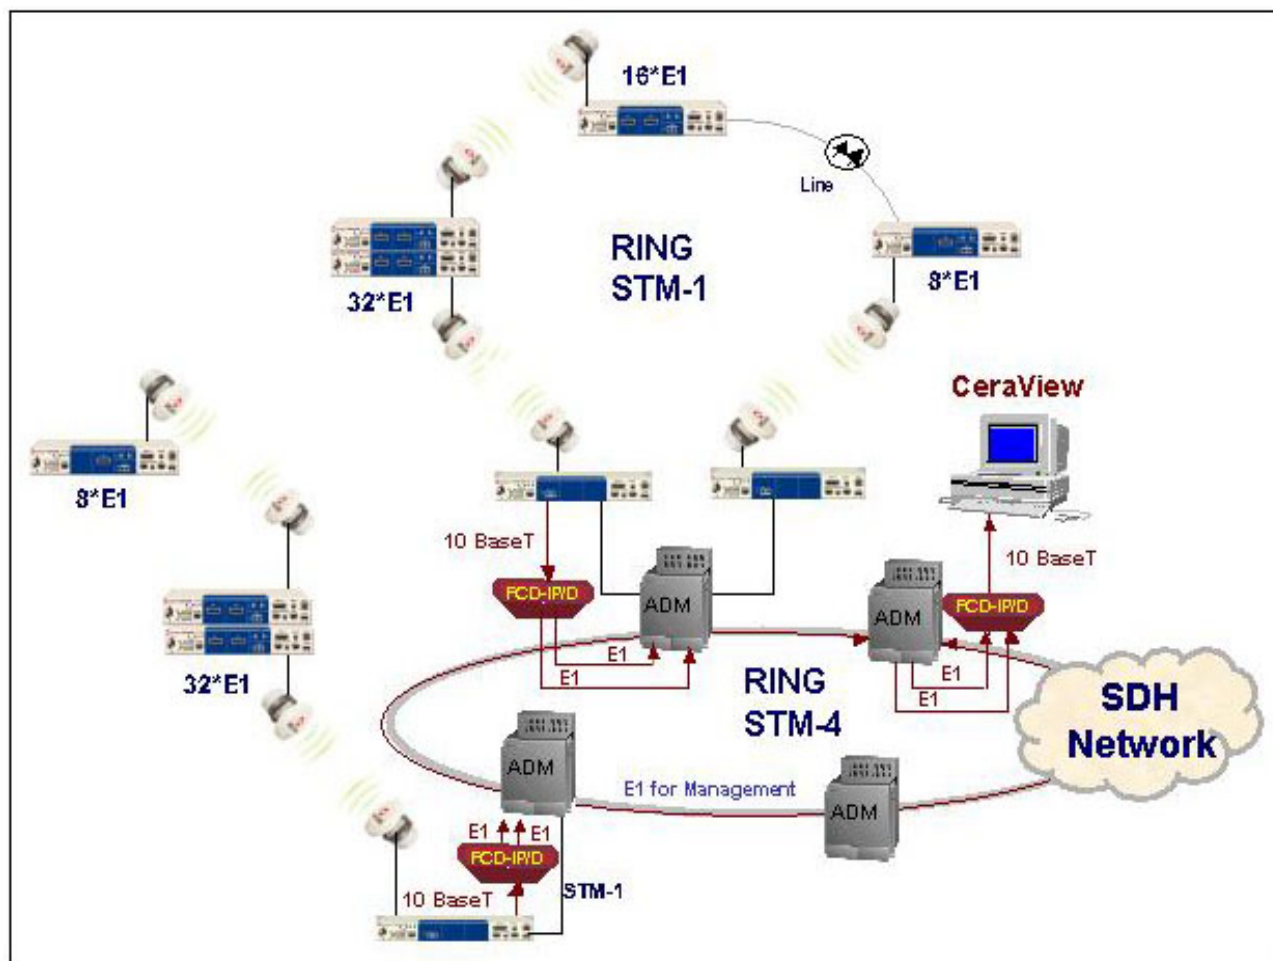 16*E1
Line
RING
STM-1
32*E1
8*E1
CeraView
8*E1
10 BaseT
10 BaseT
FCD-IP/D
ADM
ADM
FCD-IP/D
E1
E1
E1
E1
32*E1
RING
STM-4
SDH
Network
ADM
E1 for Management
ADM
E1
E1
FCD-IP/D
10 BaseT
STM-1